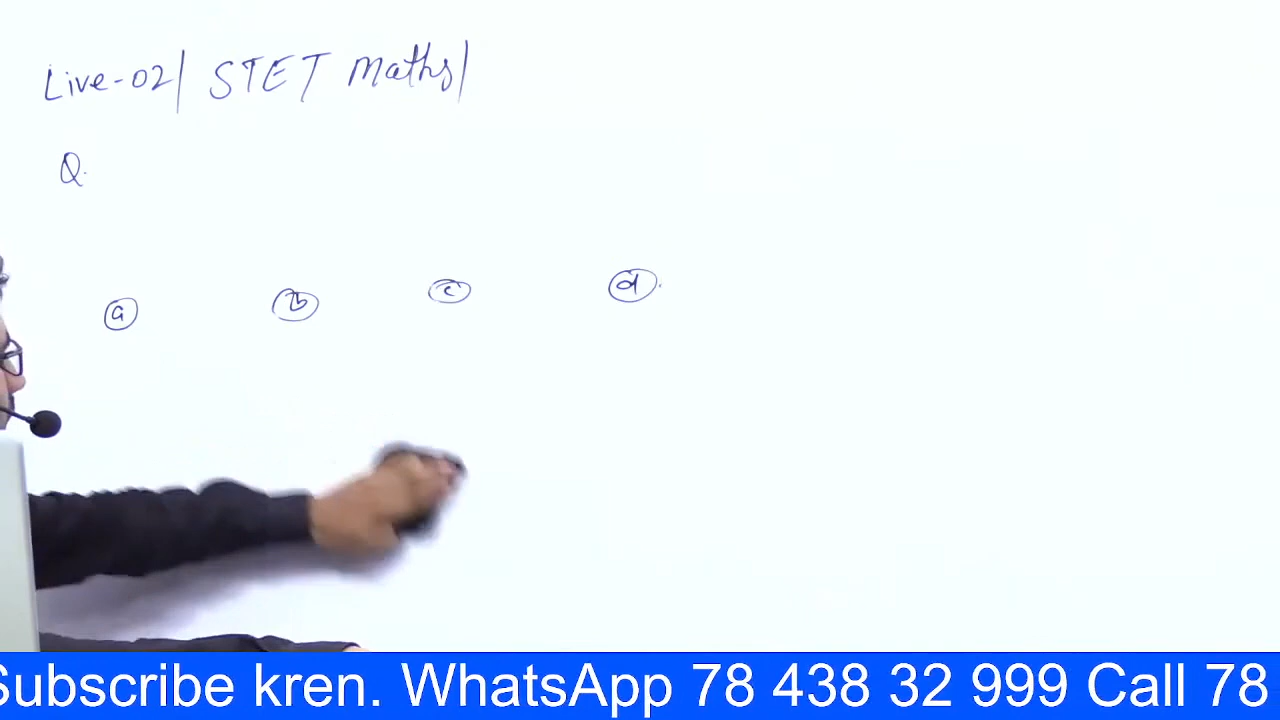 Live-02/ STET Maths/
Q.
a b c d.
Subscribe kren. WhatsApp 78 438 32 999 Call 78